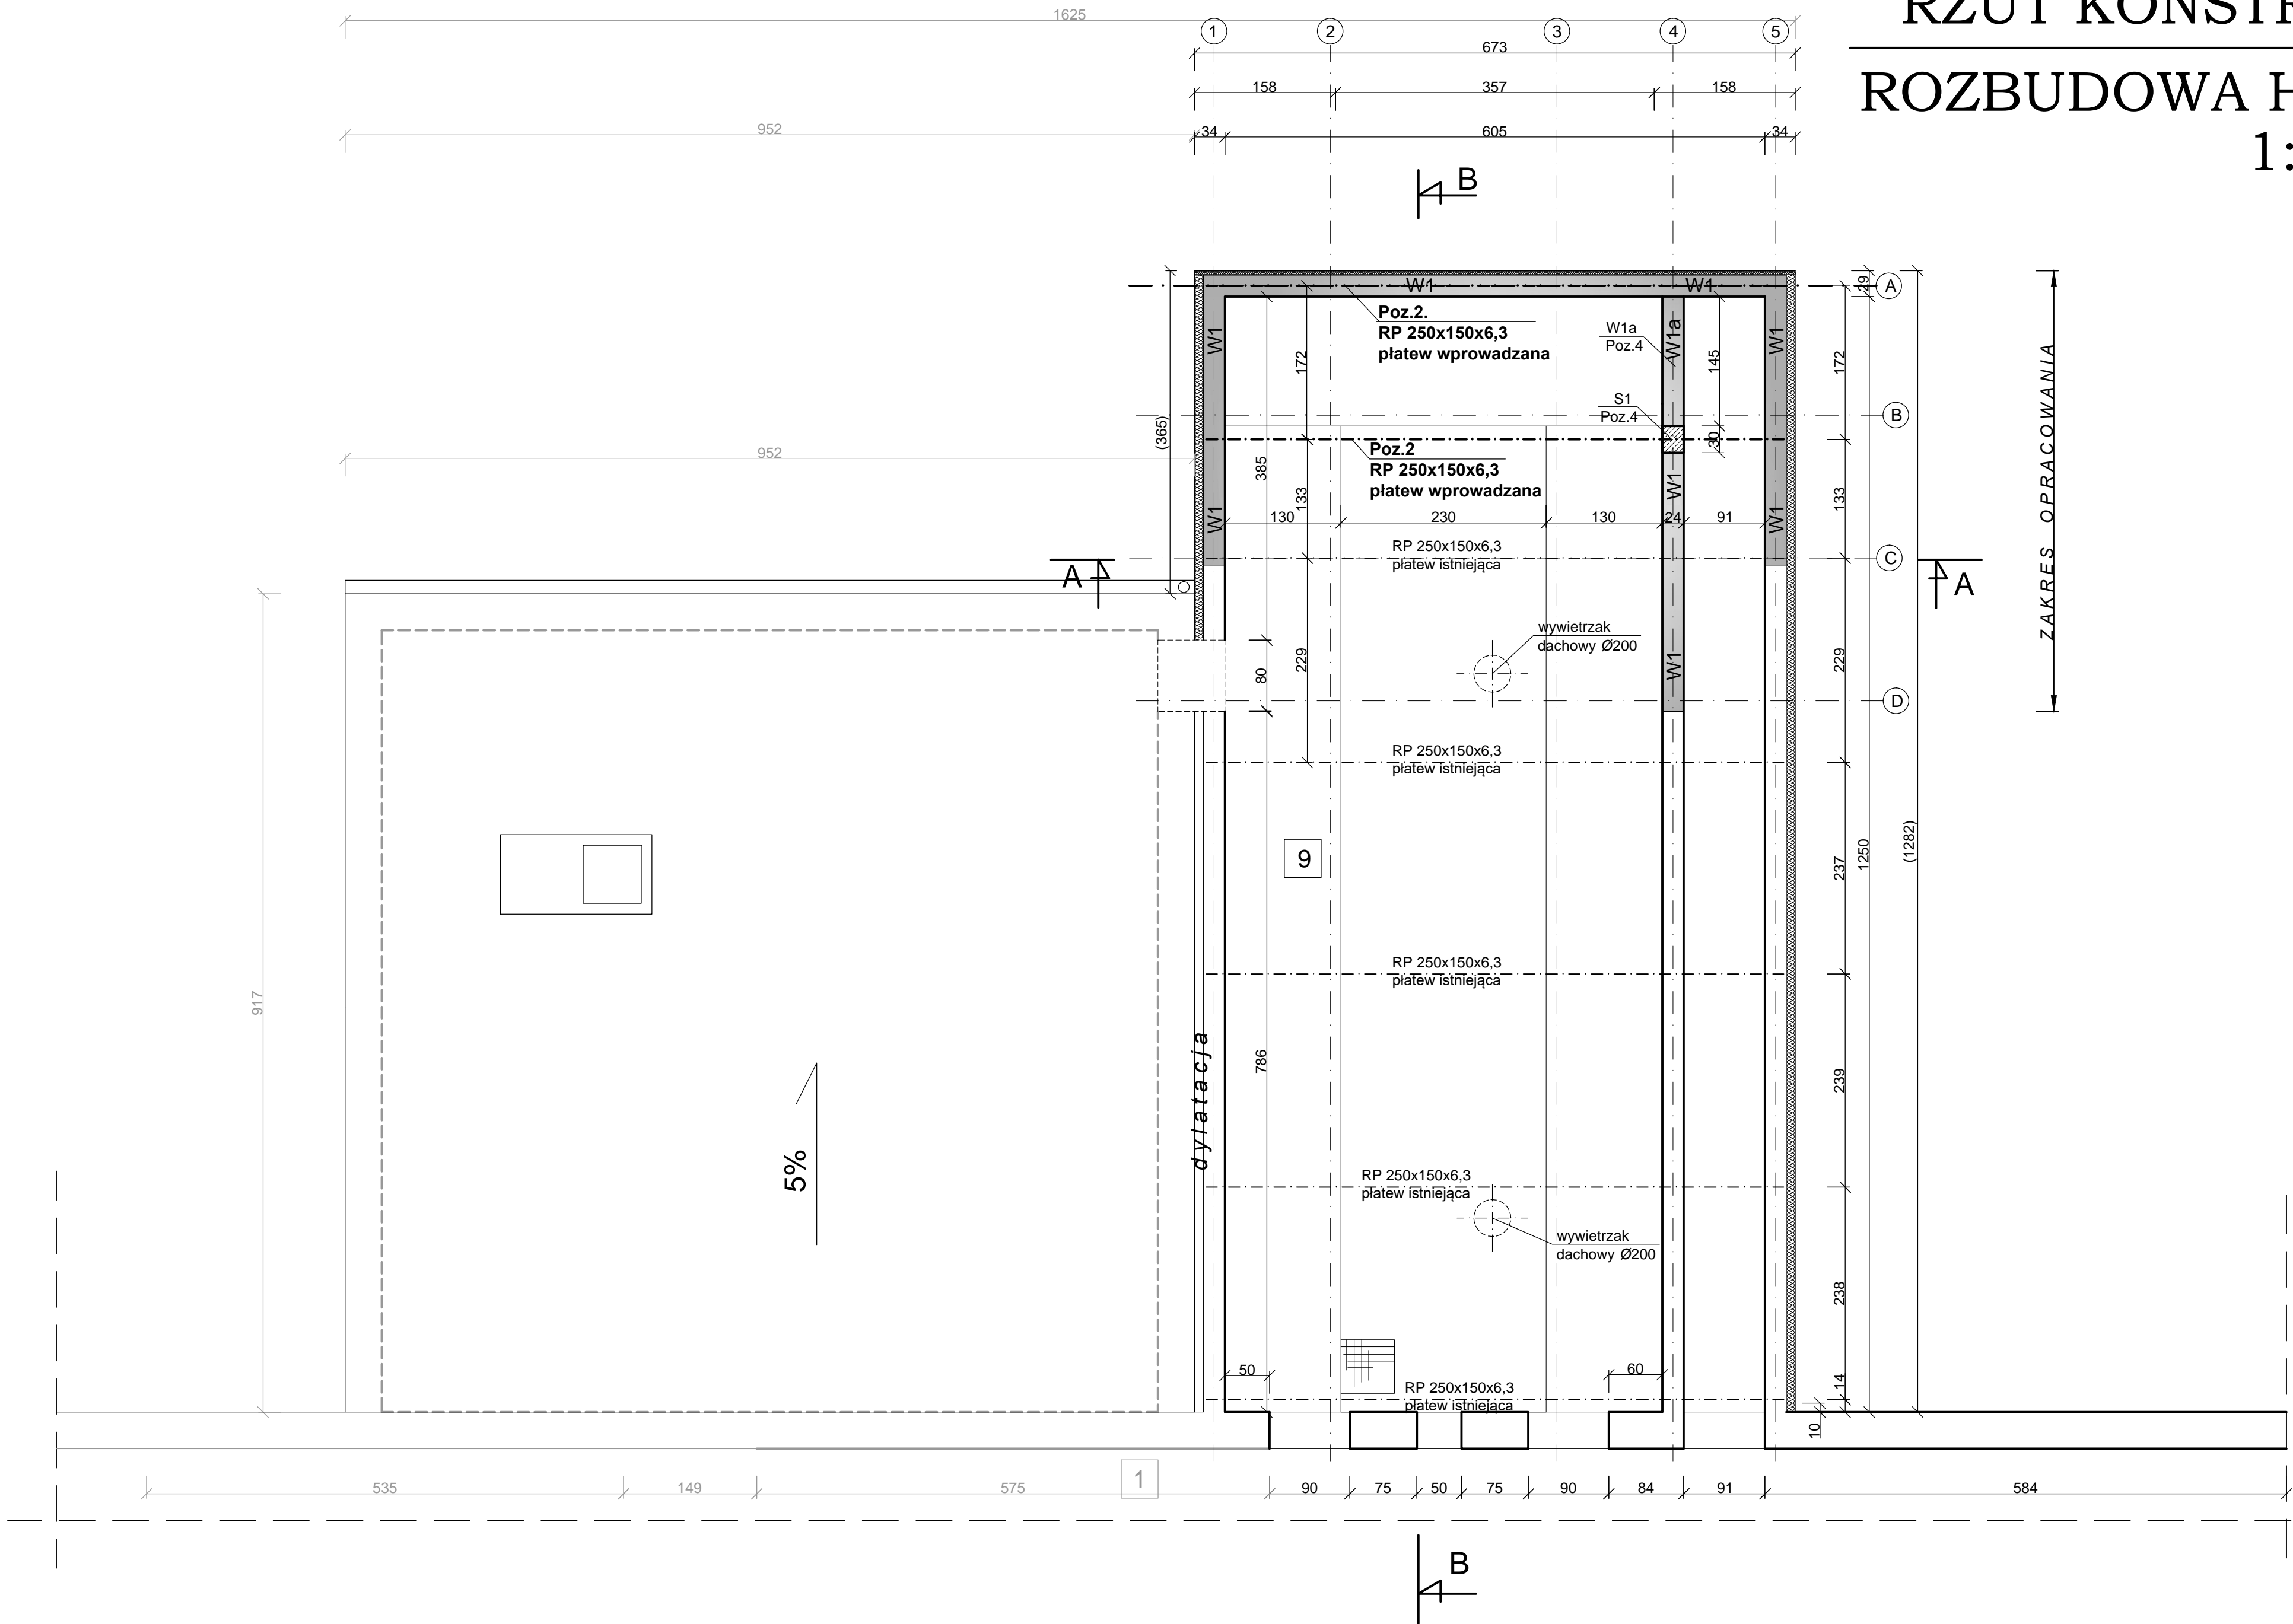 1625
RZUT KONSTR
1
2
3
4
5
673
158
357
158
ROZBUDOWA H
952
34
605
34
1:
B
W1
W1
29
A
Poz.2.
RP 250x150x6,3
płatew wprowadzana
W1
W1a
Poz.4
W1a
W1
172
145
172
S1
Poz.4
B
(365)
952
30
Poz.2
RP 250x150x6,3
płatew wprowadzana
385
133
W1
133
ZAKRES OPRACOWANIA
W1
130
230
130
24
91
W1
RP 250x150x6,3
płatew istniejąca
C
A
A
wywietrzak
dachowy Ø200
80
229
W1
229
D
RP 250x150x6,3
płatew istniejąca
9
237
1250
(1282)
917
RP 250x150x6,3
płatew istniejąca
dylatacja
786
239
5%
RP 250x150x6,3
płatew istniejąca
wywietrzak
dachowy Ø200
238
50
60
14
RP 250x150x6,3
płatew istniejąca
10
535
149
575
1
90
75
50
75
90
84
91
584
B